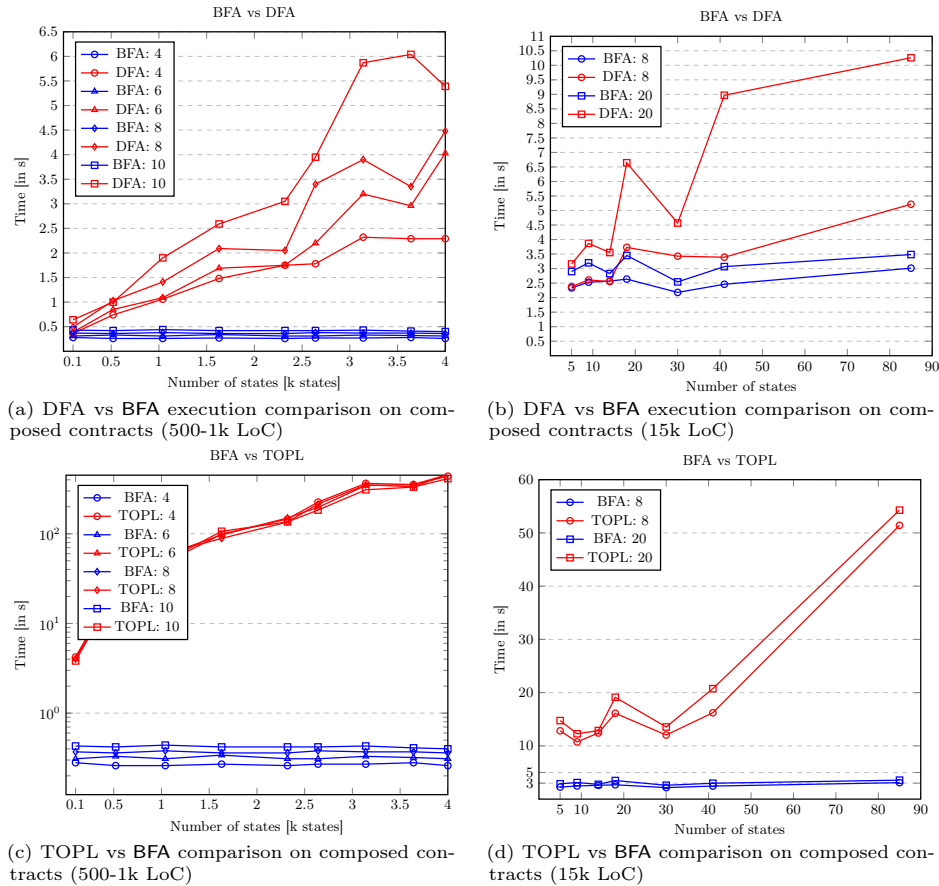 BFA vs DFA
Time [in s]
6.5
6
5.5
5
4.5
4
3.5
3
2.5
2
1.5
1
0.5
BFA: 4
DFA: 4
BFA: 6
DFA: 6
BFA: 8
DFA: 8
BFA: 10
DFA: 10
0.1 0.5 1 1.5 2 2.5 3 3.5 4
Number of states [k states]
(a) DFA vs BFA execution comparison on com-
posed contracts (500-1k LoC)
BFA vs DFA
Time [in s]
11
10.5
10
9.5
9
8.5
8
7.5
7
6.5
6
5.5
5
4.5
4
3.5
3
2.5
2
1.5
1
0.5
BFA: 8
DFA: 8
BFA: 20
DFA: 20
5 10 20 30 40 50 60 70 80 90
Number of states
(b) DFA vs BFA execution comparison on com-
posed contracts (15k LoC)
BFA vs TOPL
Time [in s]
10²
10¹
10⁰
BFA: 4
TOPL: 4
BFA: 6
TOPL: 6
BFA: 8
TOPL: 8
BFA: 10
TOPL: 10
0.1 0.5 1 1.5 2 2.5 3 3.5 4
Number of states [k states]
(c) TOPL vs BFA comparison on composed con-
tracts (500-1k LoC)
BFA vs TOPL
Time [in s]
60
50
40
30
20
10
5
3
BFA: 8
TOPL: 8
BFA: 20
TOPL: 20
5 10 20 30 40 50 60 70 80 90
Number of states
(d) TOPL vs BFA comparison on composed con-
tracts (15k LoC)